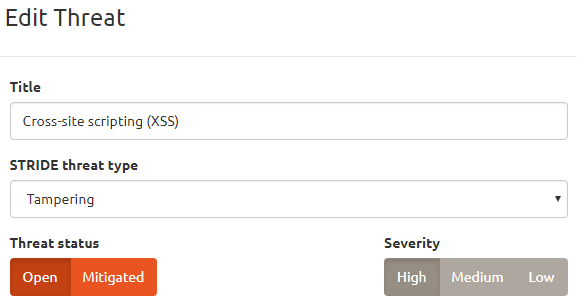 Edit Threat
Title
Cross-site scripting (XSS)
STRIDE threat type
Tampering
Threat status Severity
Open Mitigated High Medium Low